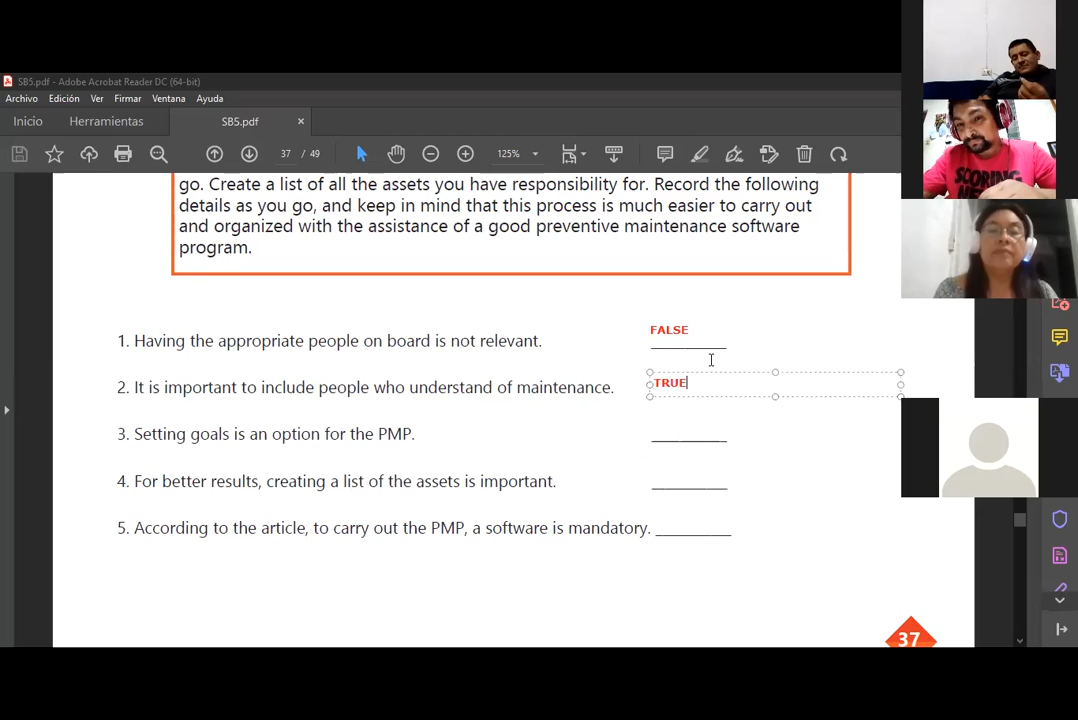 SB5.pdf - Adobe Acrobat Reader DC (64-bit)
Archivo Edición Ver Firmar Ventana Ayuda
Inicio Herramientas SB5.pdf ×
37 / 49 125%
go. Create a list of all the assets you have responsibility for. Record the following
details as you go, and keep in mind that this process is much easier to carry out
and organized with the assistance of a good preventive maintenance software
program.
FALSE
1. Having the appropriate people on board is not relevant. ___________
TRUE
2. It is important to include people who understand of maintenance.
3. Setting goals is an option for the PMP. ___________
4. For better results, creating a list of the assets is important. ___________
5. According to the article, to carry out the PMP, a software is mandatory. ___________
37
SCORING